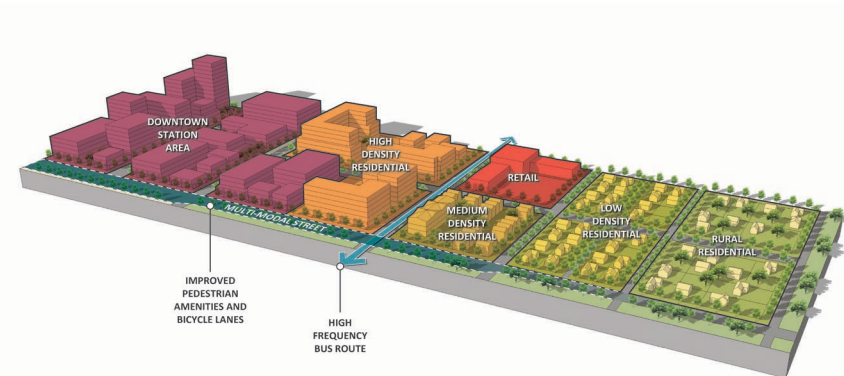 DOWNTOWN
STATION
AREA
HIGH
DENSITY
RESIDENTIAL
RETAIL
MEDIUM
DENSITY
RESIDENTIAL
LOW
DENSITY
RESIDENTIAL
RURAL
RESIDENTIAL
MULTI-MODAL STREET
IMPROVED
PEDESTRIAN
AMENITIES AND
BICYCLE LANES
HIGH
FREQUENCY
BUS ROUTE